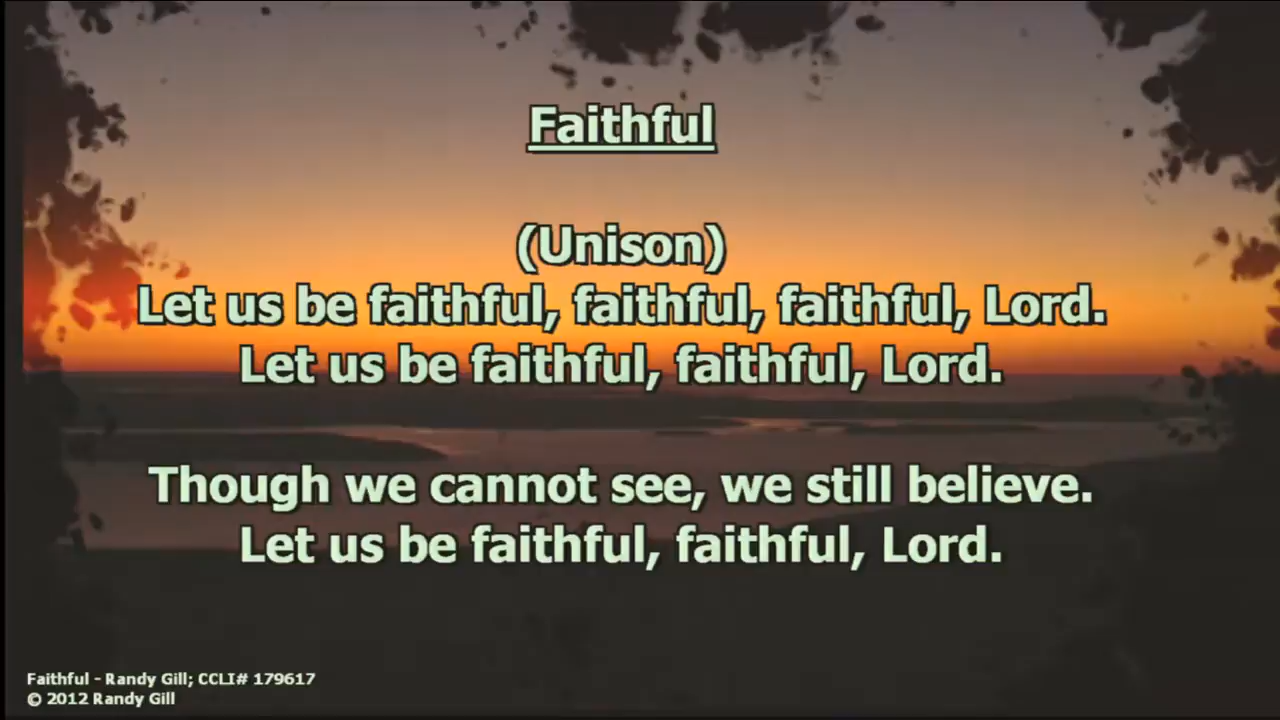 Faithful
(Unison)
Let us be faithful, faithful, faithful, Lord.
Let us be faithful, faithful, Lord.
Though we cannot see, we still believe.
Let us be faithful, faithful, Lord.
Faithful - Randy Gill; CCLI# 179617
© 2012 Randy Gill